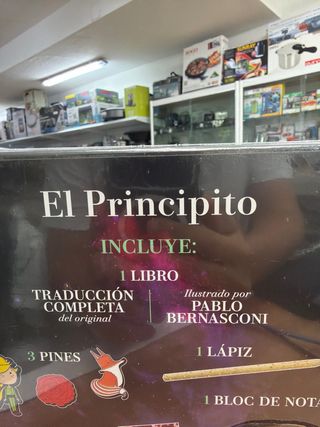 El Principito
INCLUYE:
1 LIBRO
TRADUCCIÓN
COMPLETA
del original
Ilustrado por
PABLO
BERNASCONI
3 PINES
1 LÁPIZ
1 BLOC DE NOTA